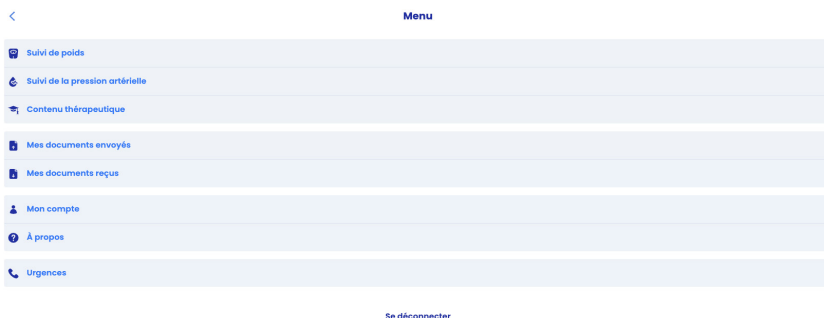 Menu
Suivi de poids
Suivi de la pression artérielle
Contenu thérapeutique
Mes documents envoyés
Mes documents reçus
Mon compte
À propos
Urgences
Se déconnecter